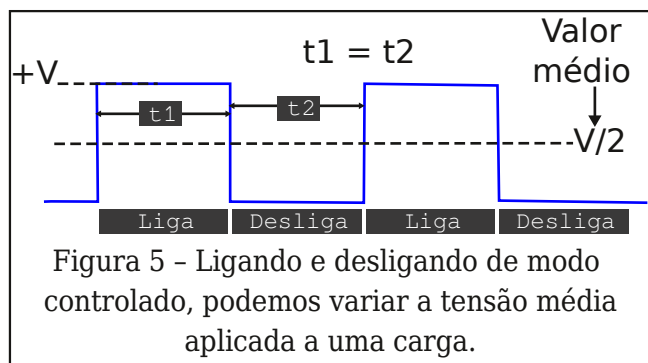 t1 = t2
Valor
médio
+V
t1
t2
V/2
Liga
Desliga
Liga
Desliga
Figura 5 – Ligando e desligando de modo
controlado, podemos variar a tensão média
aplicada a uma carga.